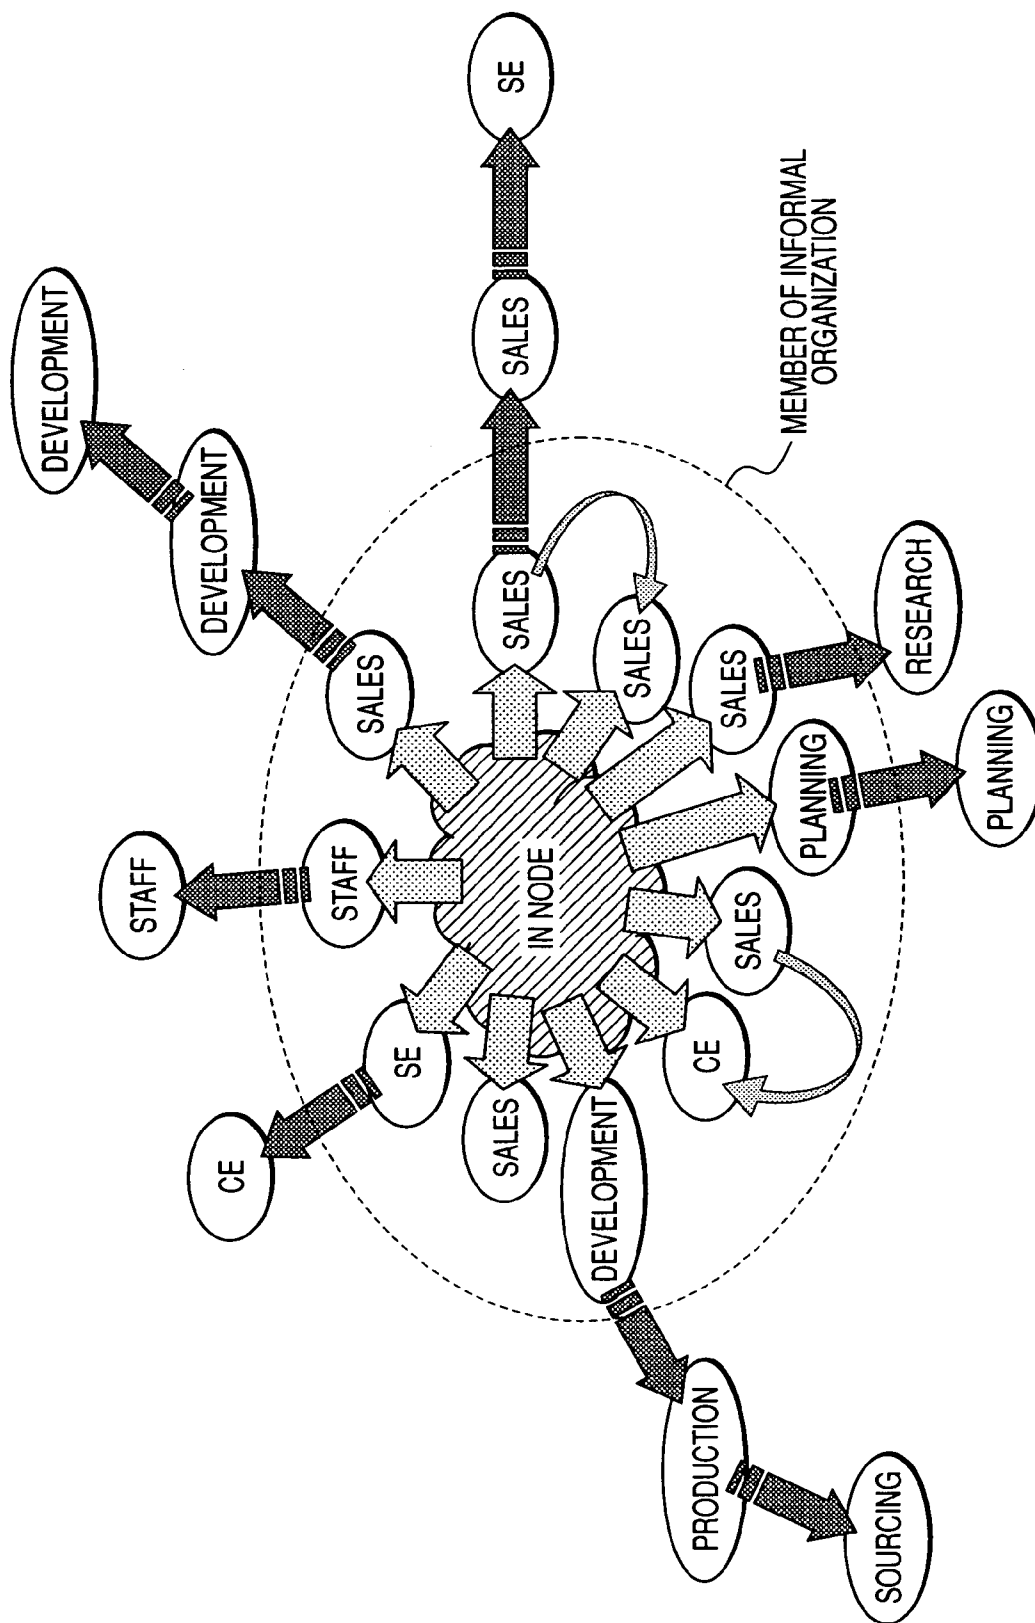 DEVELOPMENT
STAFF
DEVELOPMENT
CE
STAFF
SALES
SE
SALES
SALES
SALES
SE
IN NODE
DEVELOPMENT
SALES
PRODUCTION
CE
SALES
SALES
MEMBER OF INFORMAL
ORGANIZATION
PLANNING
SOURCING
RESEARCH
PLANNING